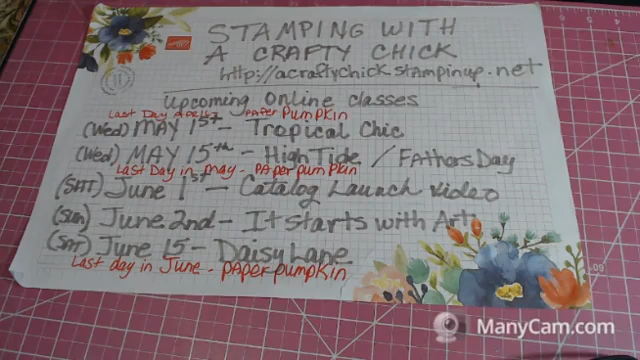 STAMPING WITH
A CRAFTY CHICK
http://acraftychick.stampinup.net
Upcoming Online classes
Last Day April - PAPER PUMPKIN
(Wed) MAY 1st - Tropical Chic
(Wed) MAY 15th - High Tide / FAthors Day
Last Day in may - PAPER PUMPKIN
(SAT) June 1st - Catalog Launch video
(Sun) June 2nd - It starts with Art
(SAT) June 15 - Daisy Lane
Last day in June - PAPER PUMPKIN
ManyCam.com